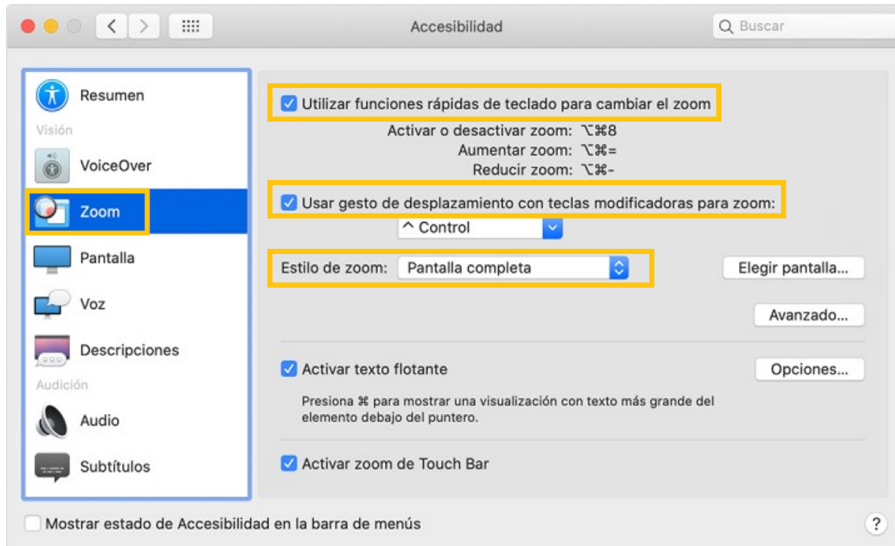 Accesibilidad
Buscar
Resumen
Visión
VoiceOver
Zoom
Pantalla
Voz
Descripciones
Audición
Audio
Subtítulos
Utilizar funciones rápidas de teclado para cambiar el zoom
Activar o desactivar zoom: ⌥⌘8
Aumentar zoom: ⌥⌘=
Reducir zoom: ⌥⌘-
Usar gesto de desplazamiento con teclas modificadoras para zoom:
^ Control
Estilo de zoom: Pantalla completa
Elegir pantalla...
Avanzado...
Activar texto flotante
Opciones...
Presiona ⌘ para mostrar una visualización con texto más grande del
elemento debajo del puntero.
Activar zoom de Touch Bar
Mostrar estado de Accesibilidad en la barra de menús
?